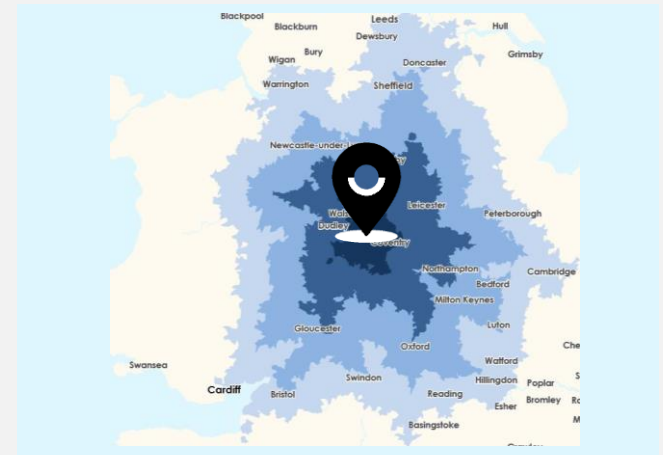 Blackpool
Leeds
Blackburn
Hull
Dewsbury
Bury
Grimsby
Wigan
Doncaster
Warrington
Sheffield
Newcastle-under-
Leicester
Peterborough
Dudley
Coventry
Northampton
Cambridge
Bedford
Milton Keynes
Gloucester
Luton
Oxford
Che
Watford
Swansea
Swindon
Hillingdon
Poplar
S
Cardiff
Bristol
Reading
Bromley
Esher
Basingstoke
M